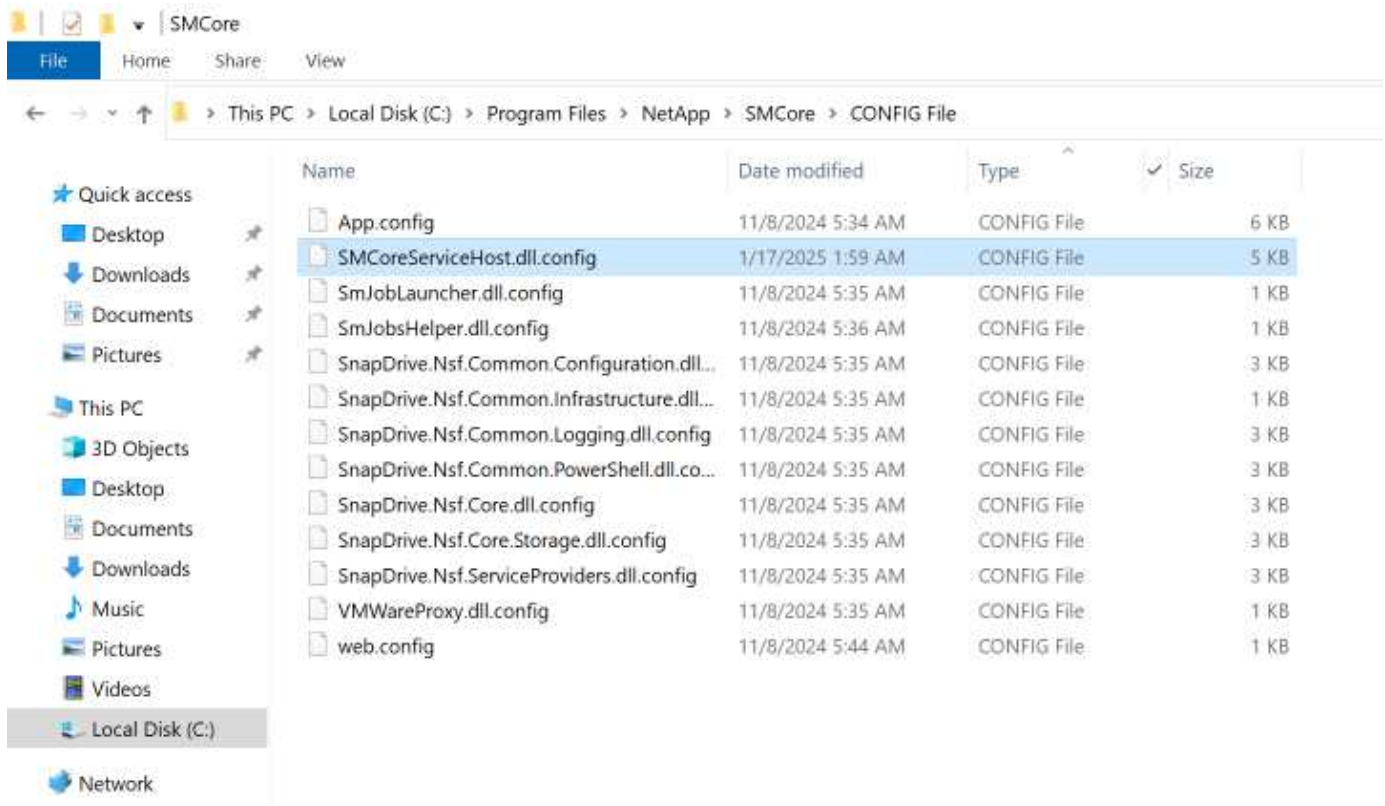 SMCore
File Home Share View
This PC > Local Disk (C:) > Program Files > NetApp > SMCore > CONFIG File
Name Date modified Type Size
Quick access
Desktop
Downloads
Documents
Pictures
This PC
3D Objects
Desktop
Documents
Downloads
Music
Pictures
Videos
Local Disk (C:)
Network
App.config 11/8/2024 5:34 AM CONFIG File 6 KB
SMCoreServiceHost.dll.config 1/17/2025 1:59 AM CONFIG File 5 KB
SmJobLauncher.dll.config 11/8/2024 5:35 AM CONFIG File 1 KB
SmJobsHelper.dll.config 11/8/2024 5:36 AM CONFIG File 1 KB
SnapDrive.Nsf.Common.Configuration.dll... 11/8/2024 5:35 AM CONFIG File 3 KB
SnapDrive.Nsf.Common.Infrastructure.dll... 11/8/2024 5:35 AM CONFIG File 1 KB
SnapDrive.Nsf.Common.Logging.dll.config 11/8/2024 5:35 AM CONFIG File 3 KB
SnapDrive.Nsf.Common.PowerShell.dll.co... 11/8/2024 5:35 AM CONFIG File 3 KB
SnapDrive.Nsf.Core.dll.config 11/8/2024 5:35 AM CONFIG File 3 KB
SnapDrive.Nsf.Core.Storage.dll.config 11/8/2024 5:35 AM CONFIG File 3 KB
SnapDrive.Nsf.ServiceProviders.dll.config 11/8/2024 5:35 AM CONFIG File 3 KB
VMWareProxy.dll.config 11/8/2024 5:35 AM CONFIG File 1 KB
web.config 11/8/2024 5:44 AM CONFIG File 1 KB